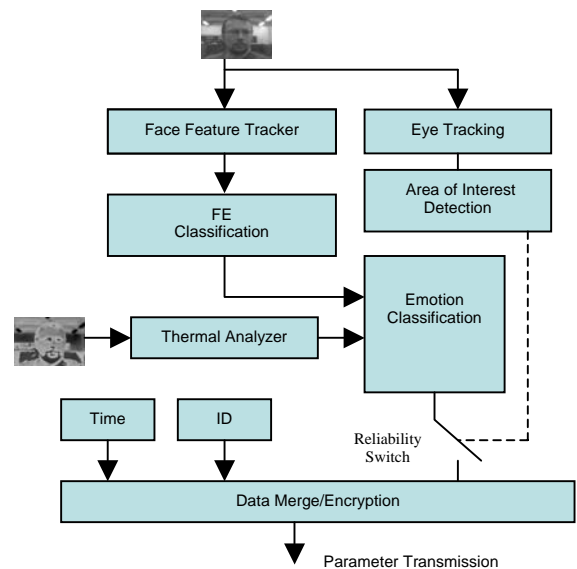 Face Feature Tracker
Eye Tracking
FE
Classification
Area of Interest
Detection
Emotion
Classification
Thermal Analyzer
Time
ID
Reliability
Switch
Data Merge/Encryption
Parameter Transmission